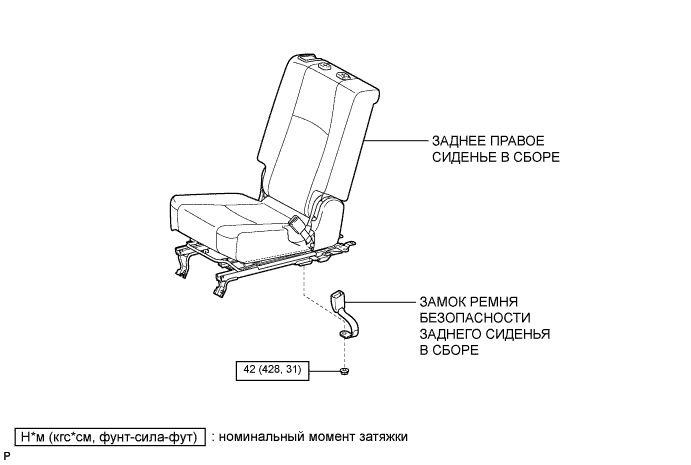 ЗАДНЕЕ ПРАВОЕ
СИДЕНЬЕ В СБОРЕ
ЗАМОК РЕМНЯ
БЕЗОПАСНОСТИ
ЗАДНЕГО СИДЕНЬЯ
В СБОРЕ
42 (428, 31)
Н*м (кгс*см, фунт-сила-фут) : номинальный момент затяжки
P